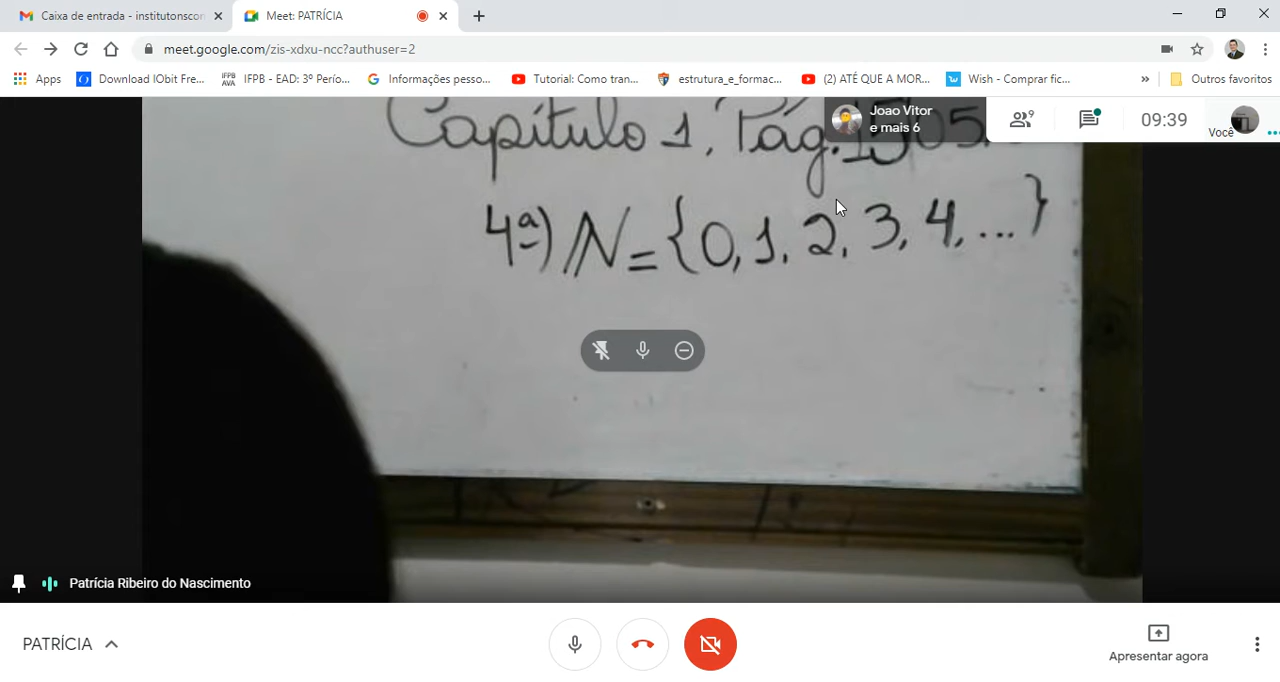 Caixa de entrada - institutonscor
Meet: PATRÍCIA
meet.google.com/zis-xdxu-ncc?authuser=2
Apps
Download IObit Fre...
IFPB - EAD: 3º Perío...
Informações pesso...
Tutorial: Como tran...
estrutura_e_formac...
(2) ATÉ QUE A MOR...
Wish - Comprar fic...
»
Outros favoritos
Joao Vitor
e mais 6
9
09:39
Você
Capítulo 1, Pág.
4ª) N = {0, 1, 2, 3, 4, ...}
Patrícia Ribeiro do Nascimento
PATRÍCIA
Apresentar agora